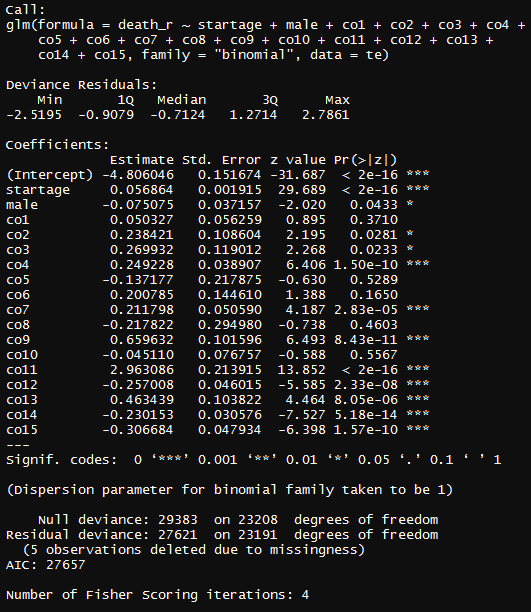 Call:
glm(formula = death_r ~ startage + male + co1 + co2 + co3 + co4 +
    co5 + co6 + co7 + co8 + co9 + co10 + co11 + co12 + co13 +
    co14 + co15, family = "binomial", data = te)

Deviance Residuals:
    Min       1Q   Median       3Q      Max
-2.5195  -0.9079  -0.7124   1.2714   2.7861

Coefficients:
             Estimate Std. Error z value Pr(>|z|)
(Intercept) -4.806046   0.151674 -31.687  < 2e-16 ***
startage     0.056864   0.001915  29.689  < 2e-16 ***
male        -0.075075   0.037157  -2.020   0.0433 *
co1          0.050327   0.056259   0.895   0.3710
co2          0.238421   0.108604   2.195   0.0281 *
co3          0.269932   0.119012   2.268   0.0233 *
co4          0.249228   0.038907   6.406 1.50e-10 ***
co5         -0.137177   0.217875  -0.630   0.5289
co6          0.200785   0.144610   1.388   0.1650
co7          0.211798   0.050590   4.187 2.83e-05 ***
co8         -0.217822   0.294980  -0.738   0.4603
co9          0.659632   0.101596   6.493 8.43e-11 ***
co10        -0.045110   0.076757  -0.588   0.5567
co11         2.963086   0.213915  13.852  < 2e-16 ***
co12        -0.257008   0.046015  -5.585 2.33e-08 ***
co13         0.463439   0.103822   4.464 8.05e-06 ***
co14        -0.230153   0.030576  -7.527 5.18e-14 ***
co15        -0.306684   0.047934  -6.398 1.57e-10 ***
---
Signif. codes:  0 ‘***’ 0.001 ‘**’ 0.01 ‘*’ 0.05 ‘.’ 0.1 ‘ ’ 1

(Dispersion parameter for binomial family taken to be 1)

    Null deviance: 29383  on 23208  degrees of freedom
Residual deviance: 27621  on 23191  degrees of freedom
  (5 observations deleted due to missingness)
AIC: 27657

Number of Fisher Scoring iterations: 4